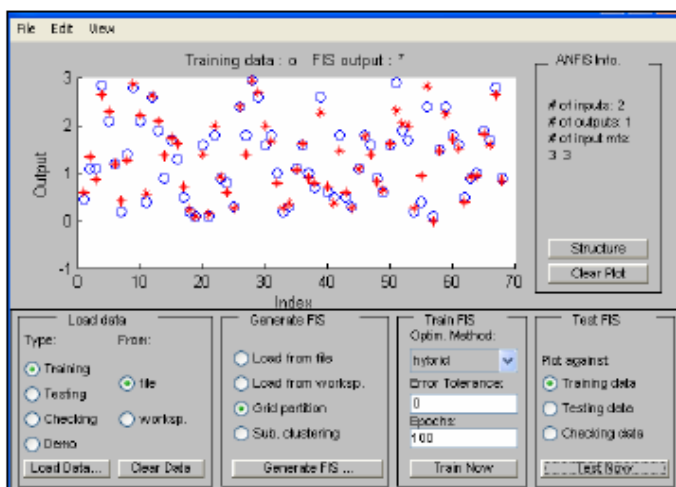 File Edit View
Training data : o FIS output : *
3
2
1
0
-1
0 10 20 30 40 50 60 70
Output
Index
ANFIS Info.
# of inputs: 2
# of outputs: 1
# of input mfs:
3 3
Structure
Clear Plot
Load data
Type: From:
Training
Testing
Checking
Demo
file
worksp.
Load Data... Clear Data
Generate FIS
Load from file
Load from worksp.
Grid partition
Sub. clustering
Generate FIS ...
Train FIS
Optim. Method:
hybrid
Error Tolerance:
0
Epochs:
100
Train Now
Test FIS
Plot against:
Training data
Testing data
Checking data
Test Now